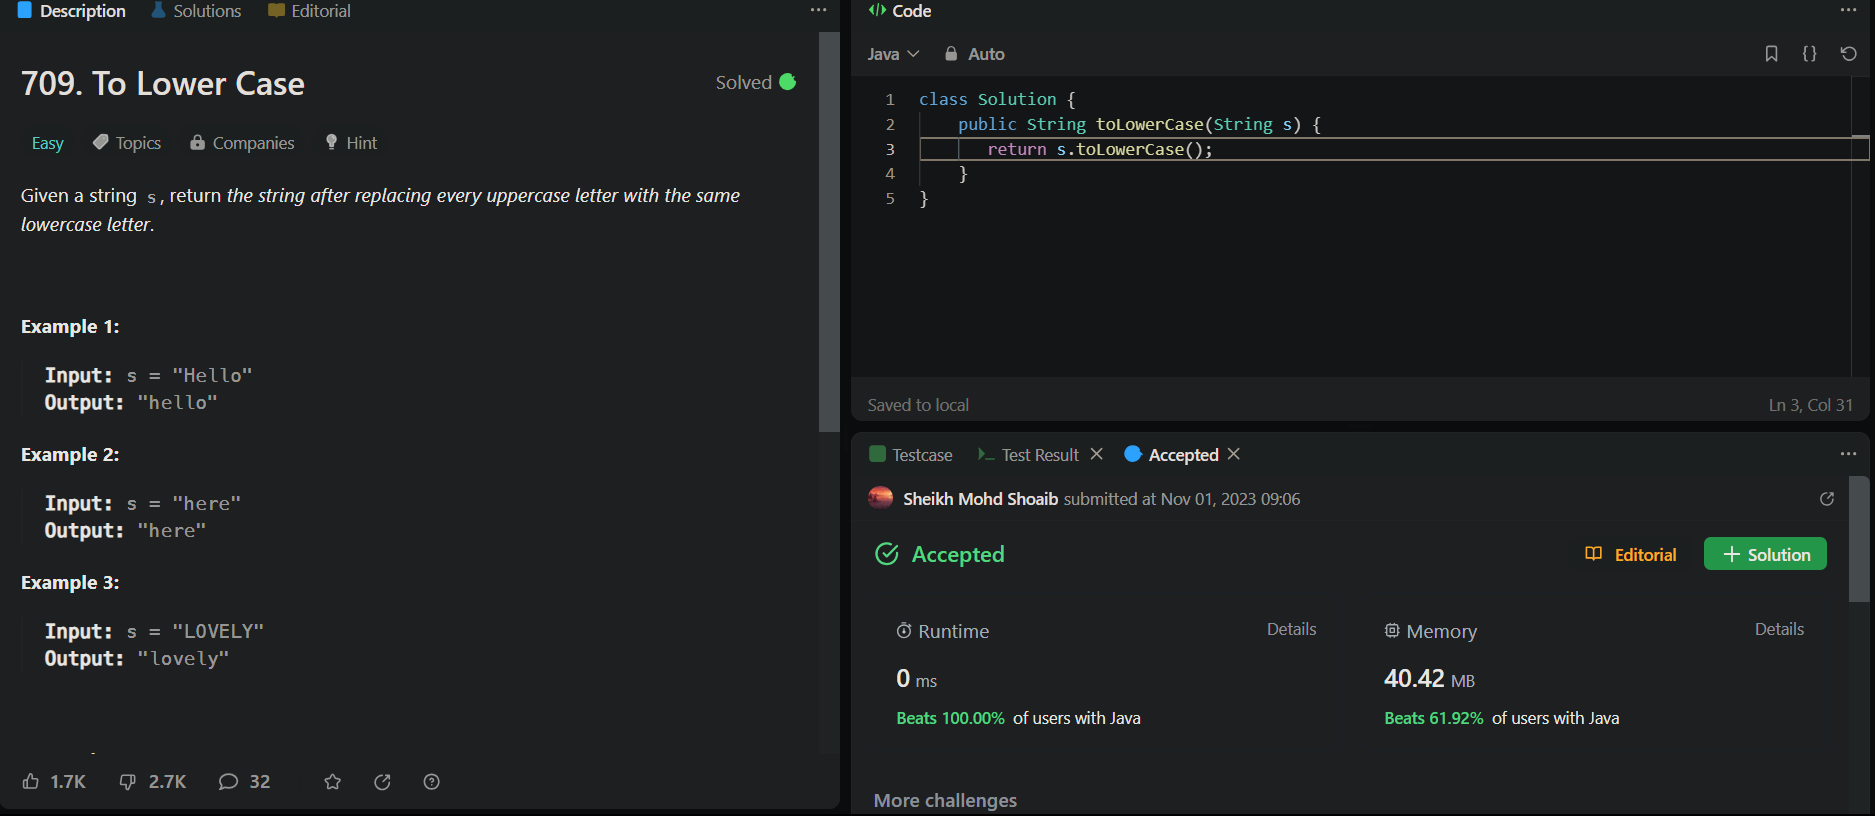 Description Solutions Editorial
709. To Lower Case
Solved
Easy Topics Companies Hint
Given a string s, return the string after replacing every uppercase letter with the same
lowercase letter.
Example 1:
Input: s = "Hello"
Output: "hello"
Example 2:
Input: s = "here"
Output: "here"
Example 3:
Input: s = "LOVELY"
Output: "lovely"
1.7K 2.7K 32
</> Code
Java Auto
{}
1 class Solution {
2 public String toLowerCase(String s) {
3 return s.toLowerCase();
4 }
5 }
Saved to local
Ln 3, Col 31
Testcase Test Result Accepted
Sheikh Mohd Shoaib submitted at Nov 01, 2023 09:06
Accepted
Editorial
Solution
Runtime
Details
0 ms
Beats 100.00% of users with Java
Memory
Details
40.42 MB
Beats 61.92% of users with Java
More challenges